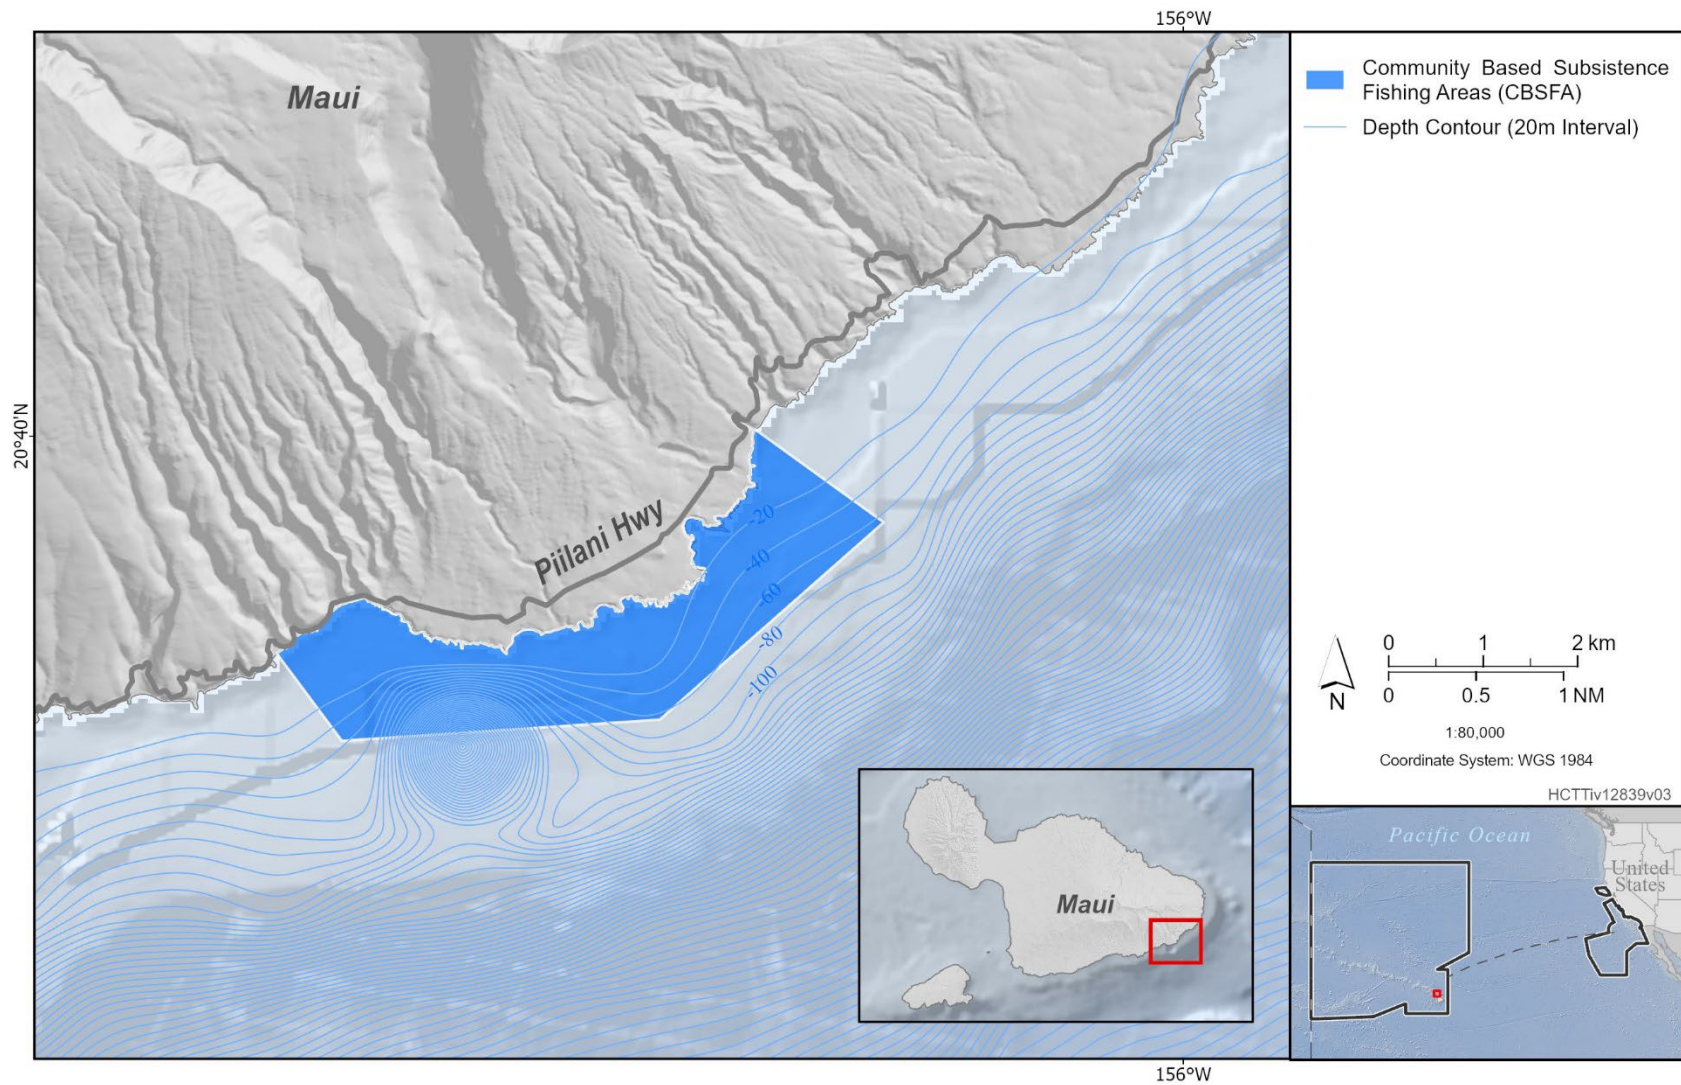 156°W
Maui
20°40'N
Piilani Hwy
-20
-40
-60
-80
-100
Maui
156°W
Community Based Subsistence
Fishing Areas (CBSFA)
Depth Contour (20m Interval)
0 1 2 km
0 0.5 1 NM
N
1:80,000
Coordinate System: WGS 1984
HCTTiv12839v03
Pacific Ocean
United
States